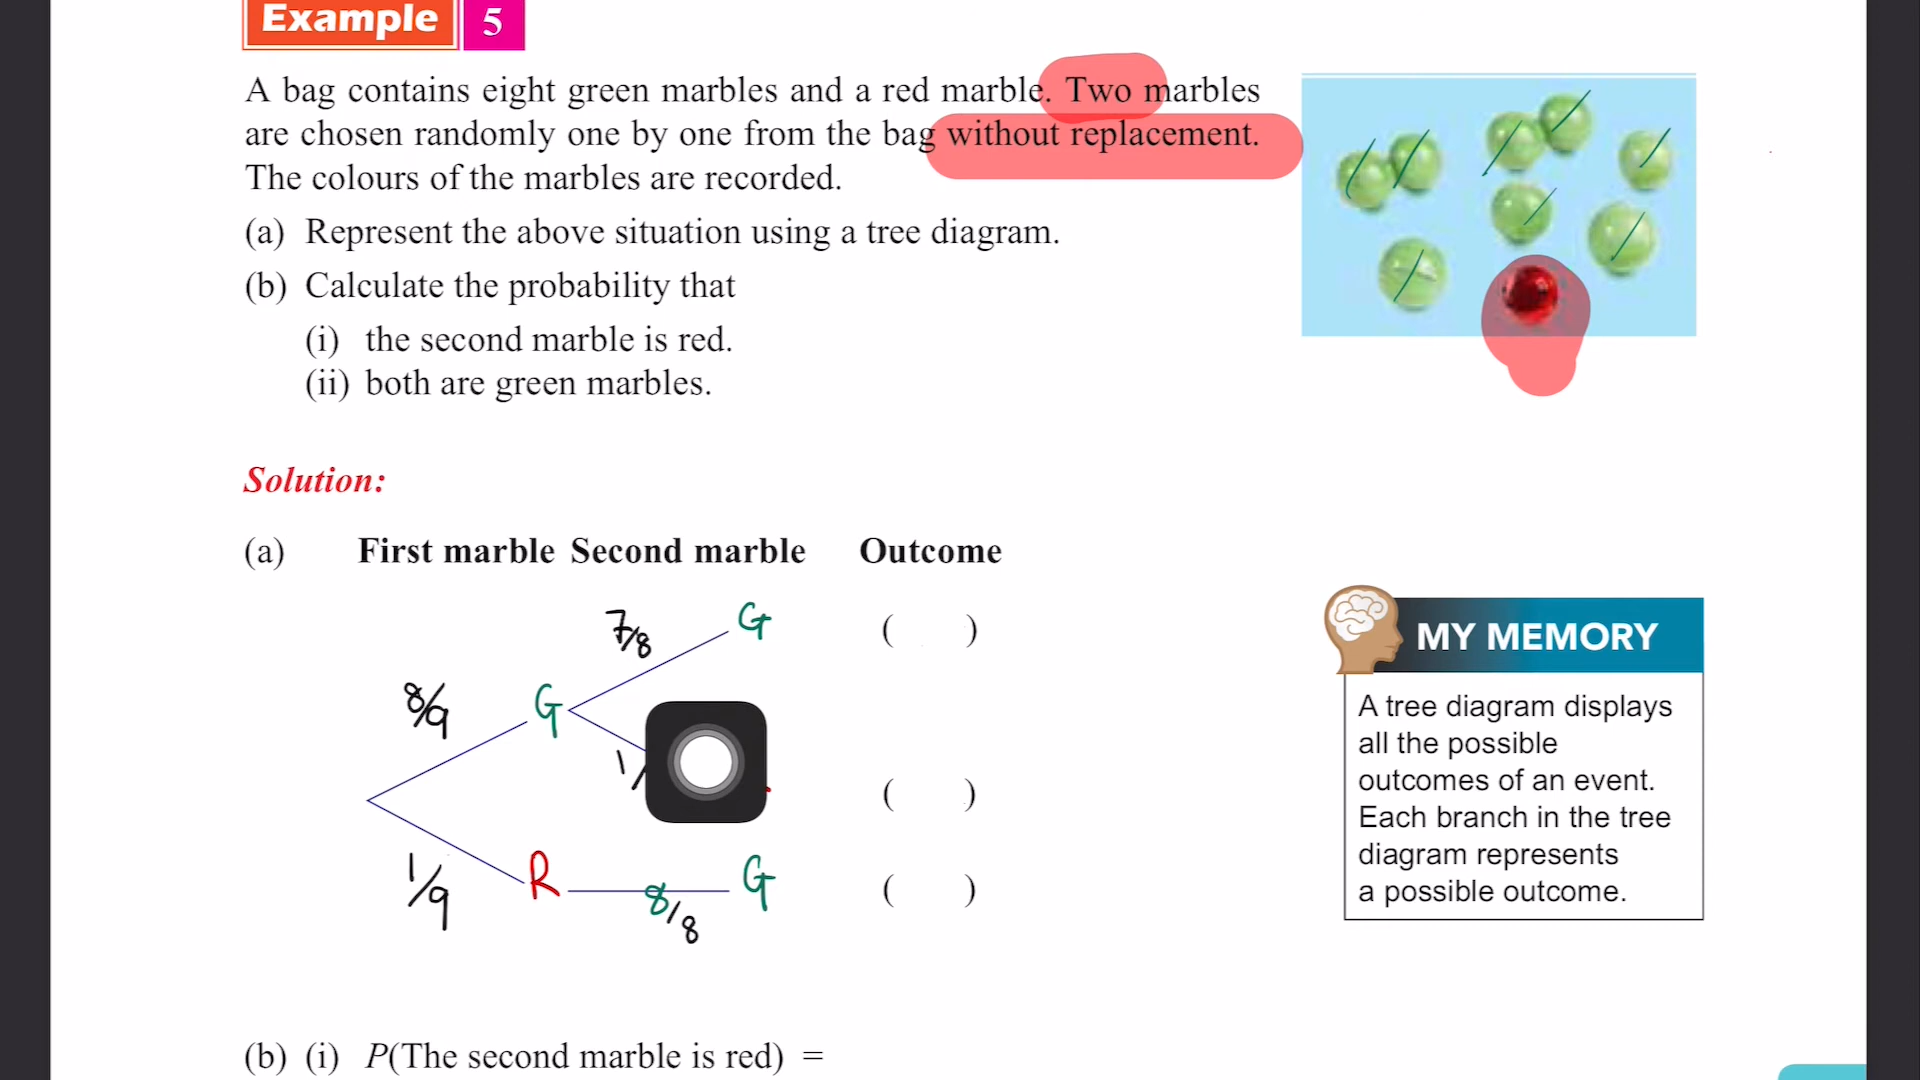 Example 5
A bag contains eight green marbles and a red marble. Two marbles
are chosen randomly one by one from the bag without replacement.
The colours of the marbles are recorded.
(a) Represent the above situation using a tree diagram.
(b) Calculate the probability that
(i) the second marble is red.
(ii) both are green marbles.
Solution:
(a) First marble Second marble Outcome
7/8 G ( )
8/9 G
1/ ( )
1/9 R 8/8 G ( )
MY MEMORY
A tree diagram displays
all the possible
outcomes of an event.
Each branch in the tree
diagram represents
a possible outcome.
(b) (i) P(The second marble is red) =